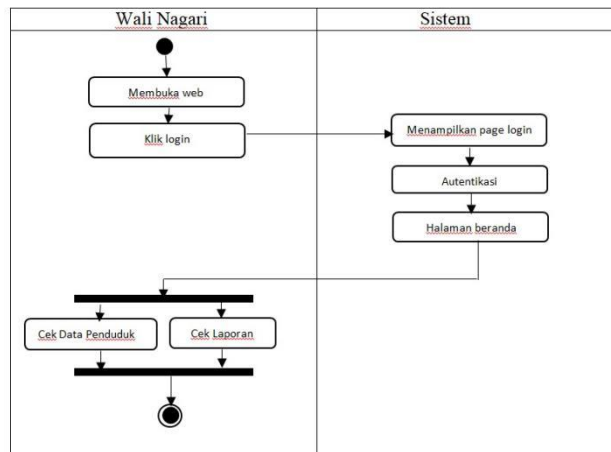 Wali Nagari
Sistem
Membuka web
Klik login
Menampilkan page login
Autentikasi
Halaman beranda
Cek Data Penduduk
Cek Laporan